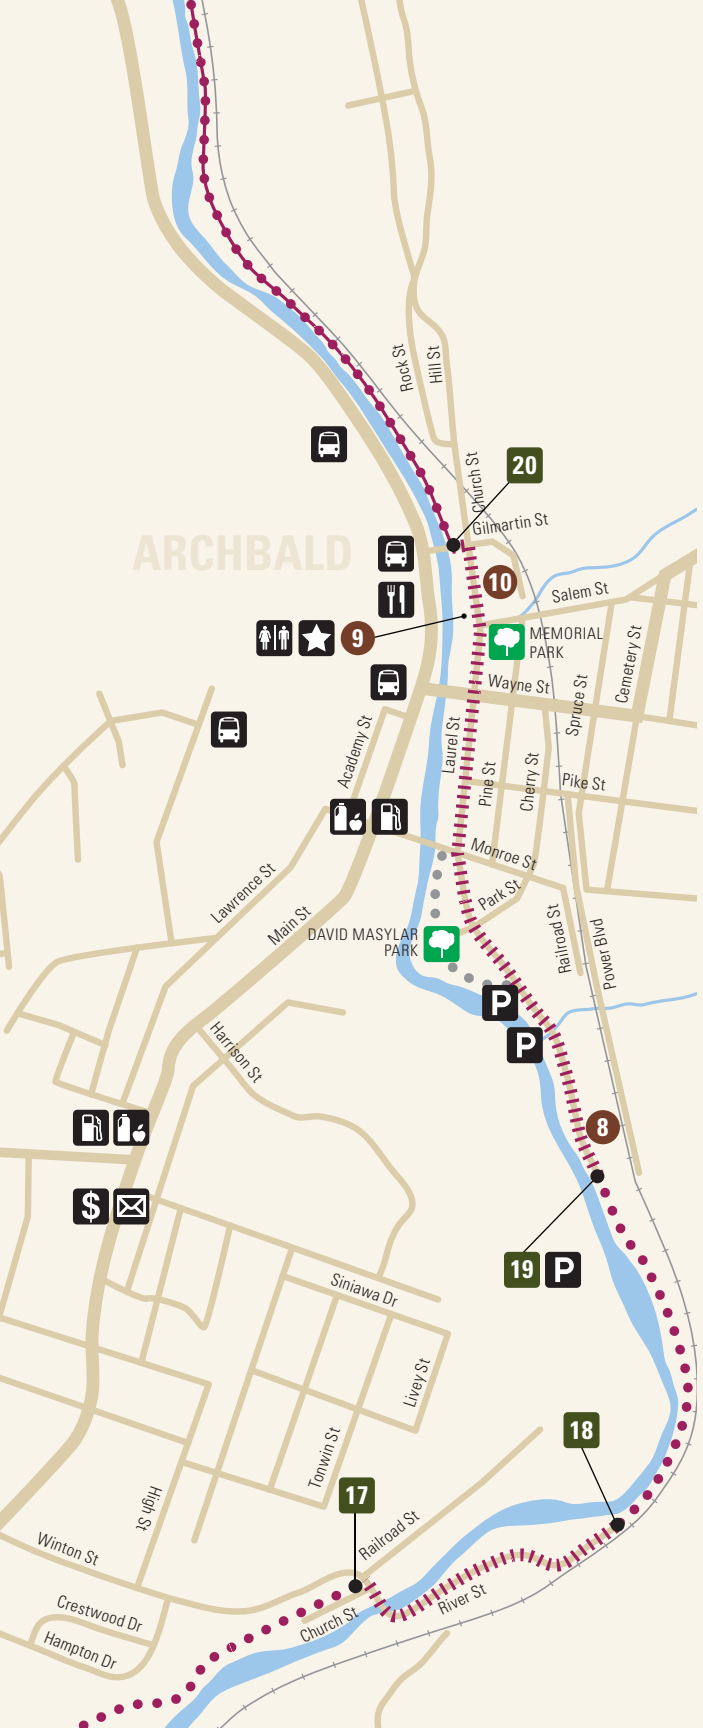 Rock St
Hill St
Church St
20
Gilmartin St
ARCHBALD
10
Salem St
9
MEMORIAL
PARK
Cemetery St
Wayne St
Spruce St
Academy St
Laurel St
Pine St
Cherry St
Pike St
Monroe St
Lawrence St
Park St
Main St
DAVID MASYLAR
PARK
Railroad St
Power Blvd
P
P
Harrison St
8
$
19
P
Siniawa Dr
Livey St
18
Tonwin St
17
High St
Railroad St
Winton St
River St
Crestwood Dr
Church St
Hampton Dr